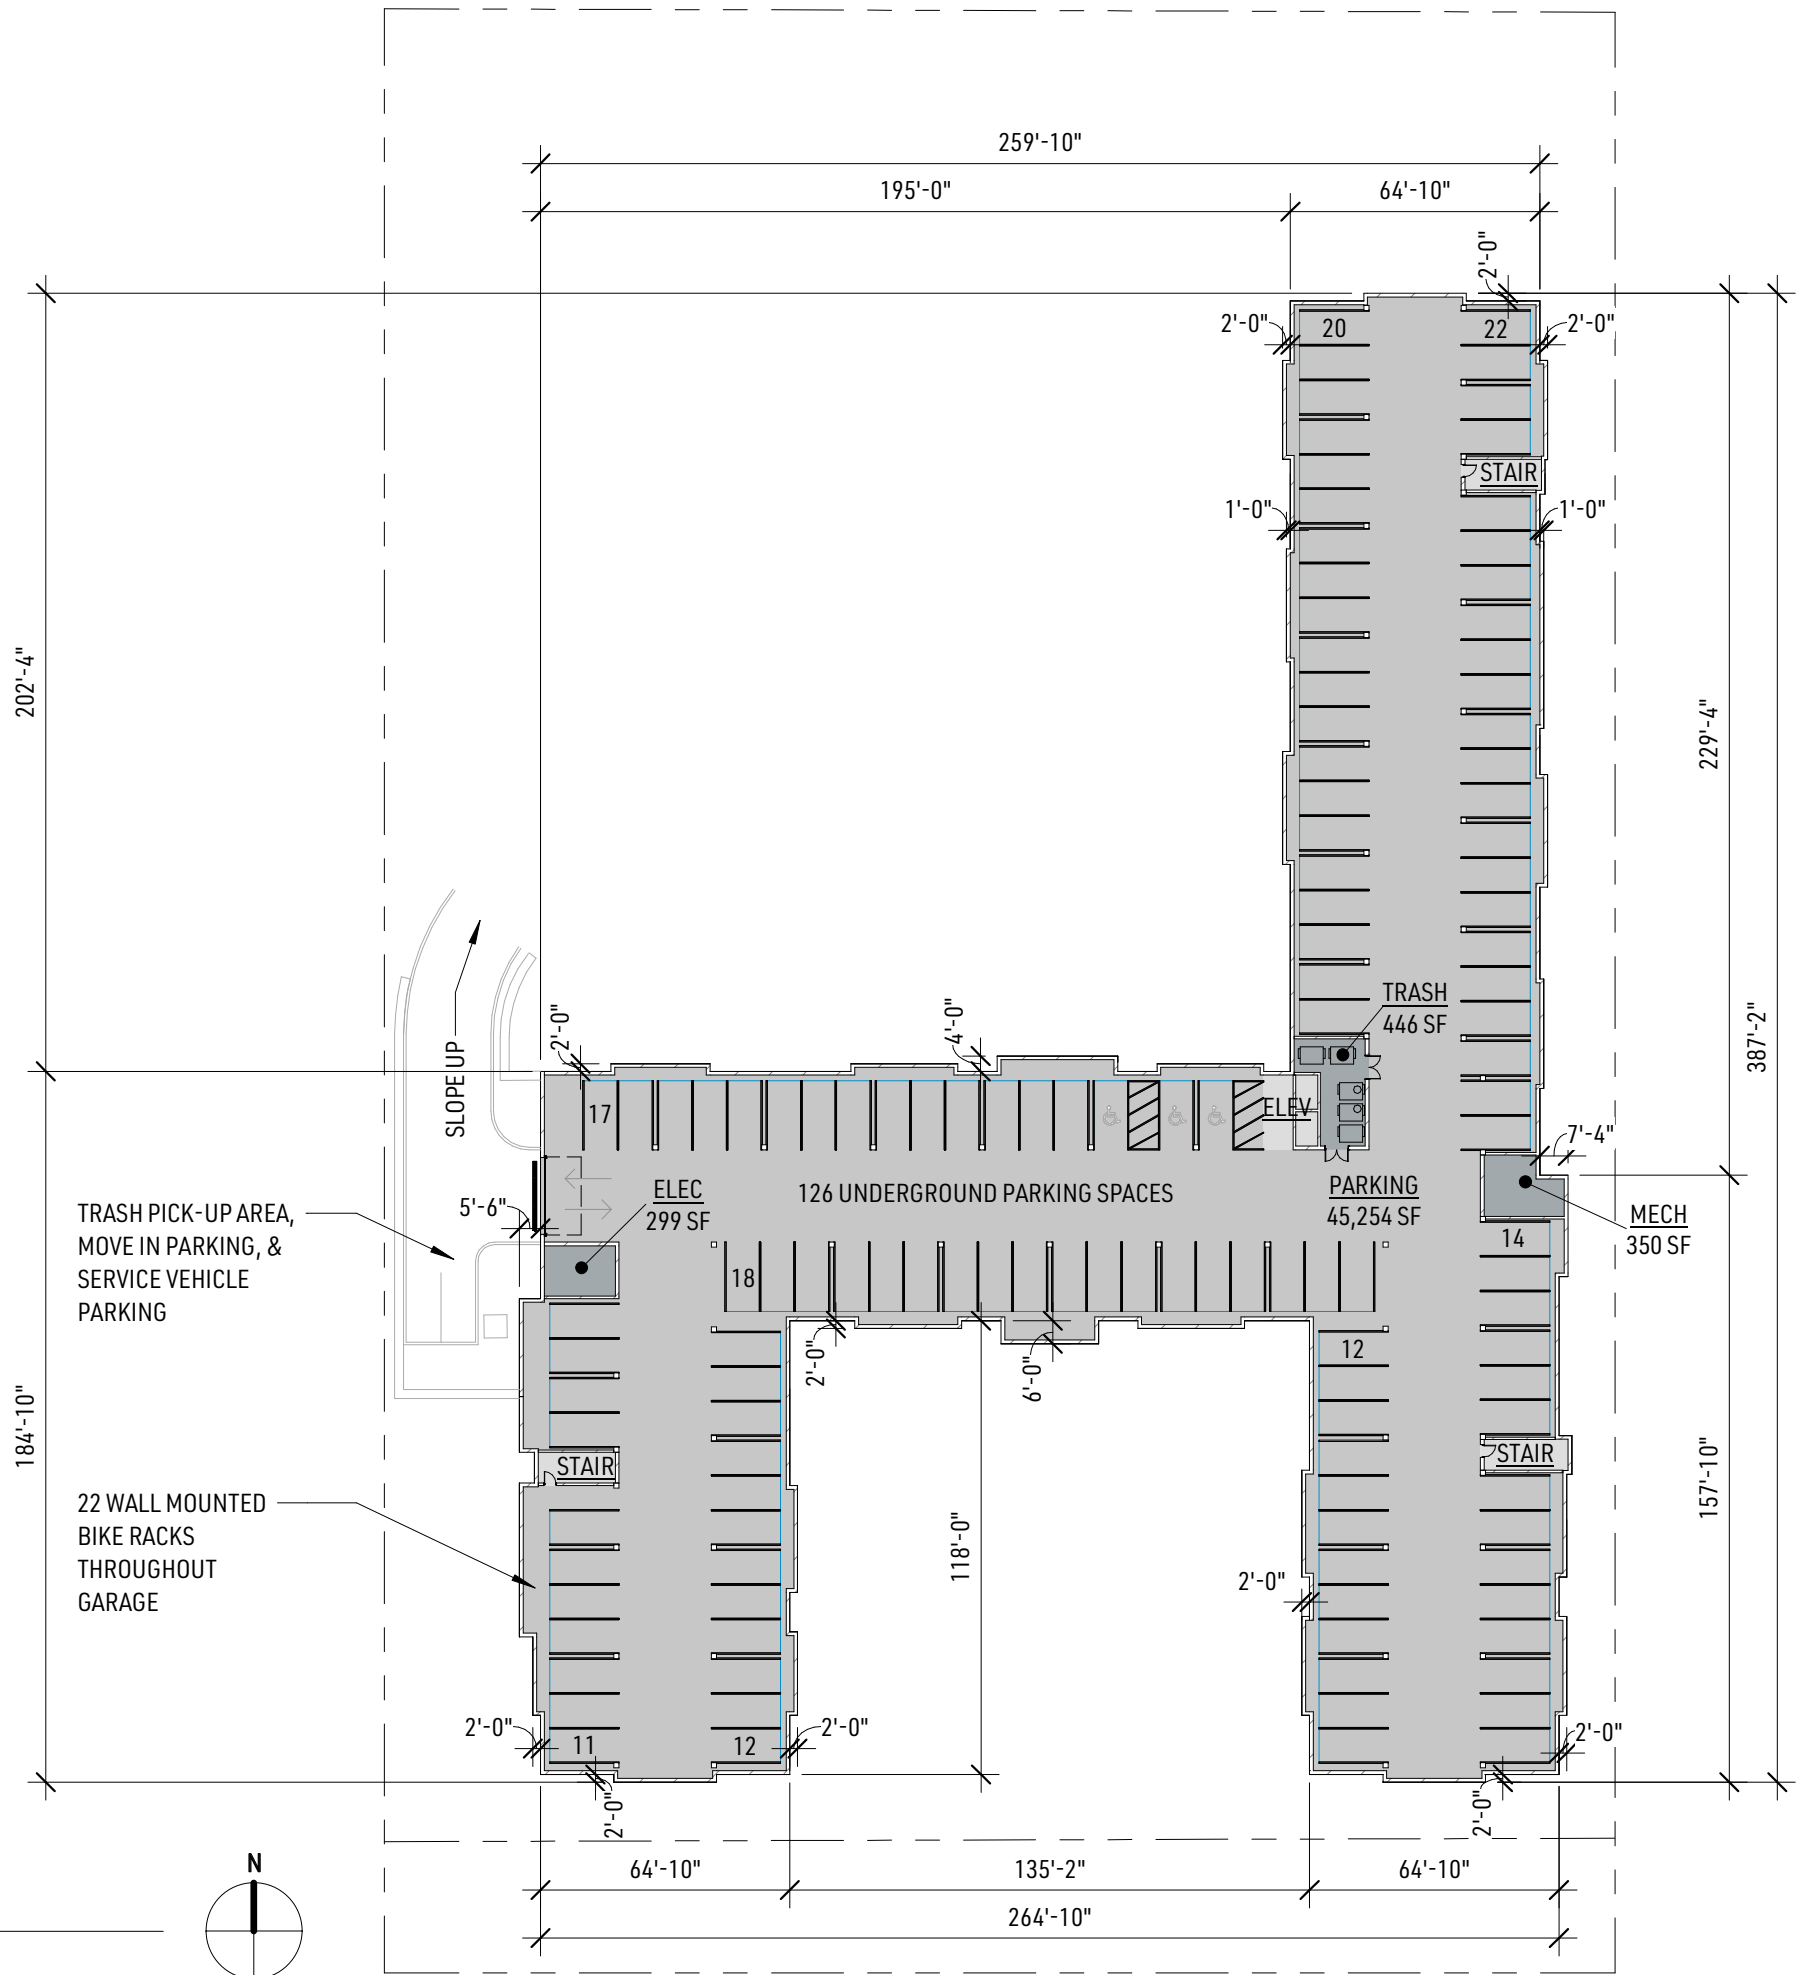 259'-10"
195'-0"
64'-10"
2'-0"
2'-0"
20
22
2'-0"
STAIR
1'-0"
1'-0"
202'-4"
229'-4"
387'-2"
TRASH
446 SF
2'-0"
4'-0"
SLOPE UP
17
ELEV
7'-4"
126 UNDERGROUND PARKING SPACES
PARKING
45,254 SF
ELEC
299 SF
5'-6"
MECH
350 SF
TRASH PICK-UP AREA,
MOVE IN PARKING, &
SERVICE VEHICLE
PARKING
14
18
12
2'-0"
6'-0"
184'-10"
STAIR
STAIR
157'-10"
22 WALL MOUNTED
BIKE RACKS
THROUGHOUT
GARAGE
118'-0"
2'-0"
2'-0"
11
12
2'-0"
2'-0"
2'-0"
2'-0"
N
64'-10"
135'-2"
64'-10"
264'-10"